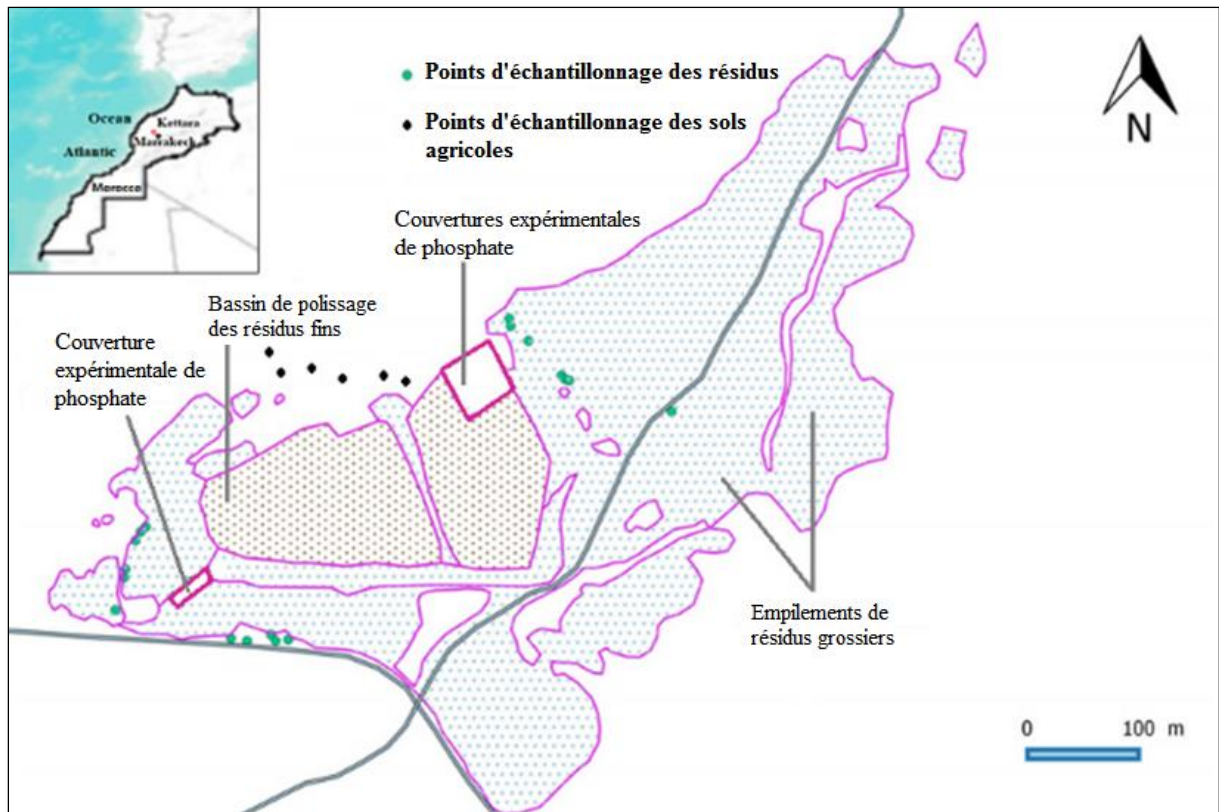 Ocean
Kettara
Marrakech
Atlantic
Morocco
Points d'échantillonnage des résidus
Points d'échantillonnage des sols
agricoles
N
Couvertures expérimentales
de phosphate
Bassin de polissage
des résidus fins
Couverture
expérimentale de
phosphate
Empilements de
résidus grossiers
0 100 m